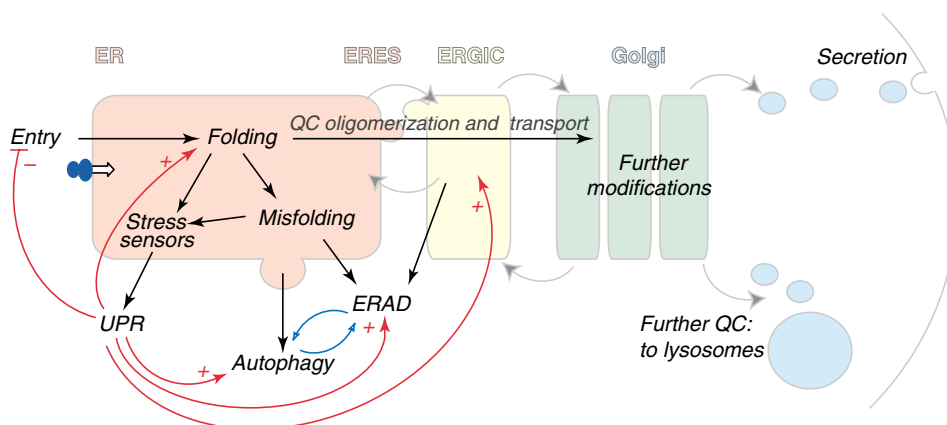 ER
ERES
ERGIC
Golgi
Secretion
Entry
Folding
QC oligomerization and transport
+
−
Further
modifications
Stress
sensors
Misfolding
+
ERAD
+
UPR
Autophagy
+
Further QC:
to lysosomes